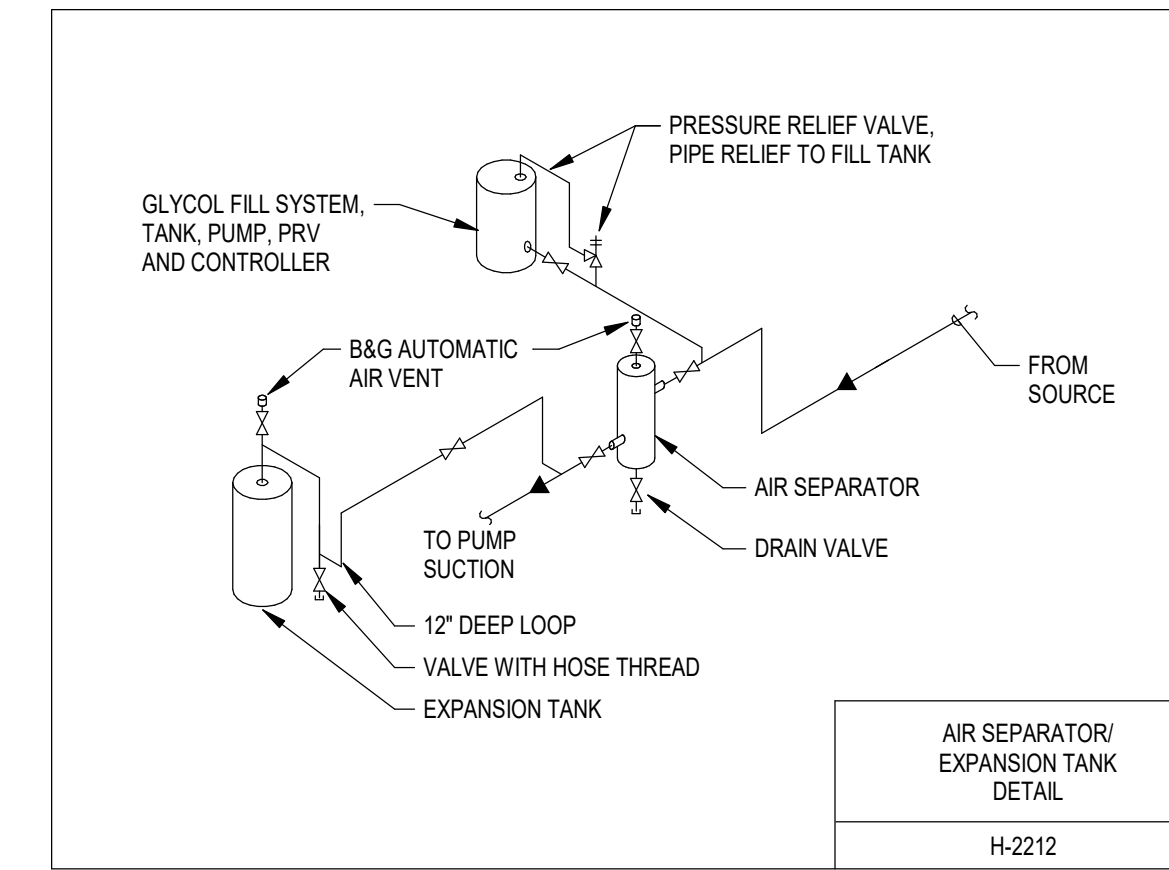 PRESSURE RELIEF VALVE,
PIPE RELIEF TO FILL TANK
GLYCOL FILL SYSTEM,
TANK, PUMP, PRV
AND CONTROLLER
B&G AUTOMATIC
AIR VENT
FROM
SOURCE
AIR SEPARATOR
DRAIN VALVE
TO PUMP
SUCTION
12" DEEP LOOP
VALVE WITH HOSE THREAD
EXPANSION TANK
AIR SEPARATOR/
EXPANSION TANK
DETAIL
H-2212